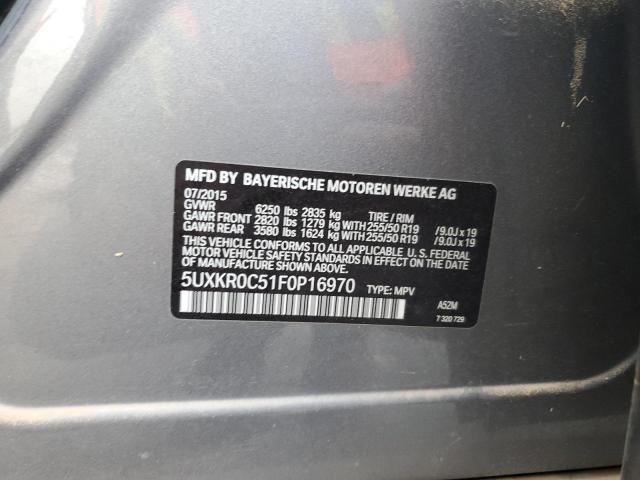 MFD BY BAYERISCHE MOTOREN WERKE AG
07/2015
GVWR 6250 lbs 2835 kg TIRE / RIM
GAWR FRONT 2820 lbs 1279 kg WITH 255/50 R19 / 9.0J x 19
GAWR REAR 3580 lbs 1624 kg WITH 255/50 R19 / 9.0J x 19
THIS VEHICLE CONFORMS TO ALL APPLICABLE U. S. FEDERAL
MOTOR VEHICLE SAFETY STANDARDS IN EFFECT ON THE DATE
OF MANUFACTURE SHOWN ABOVE.
5UXKR0C51F0P16970 TYPE: MPV
A52M
7 320 729